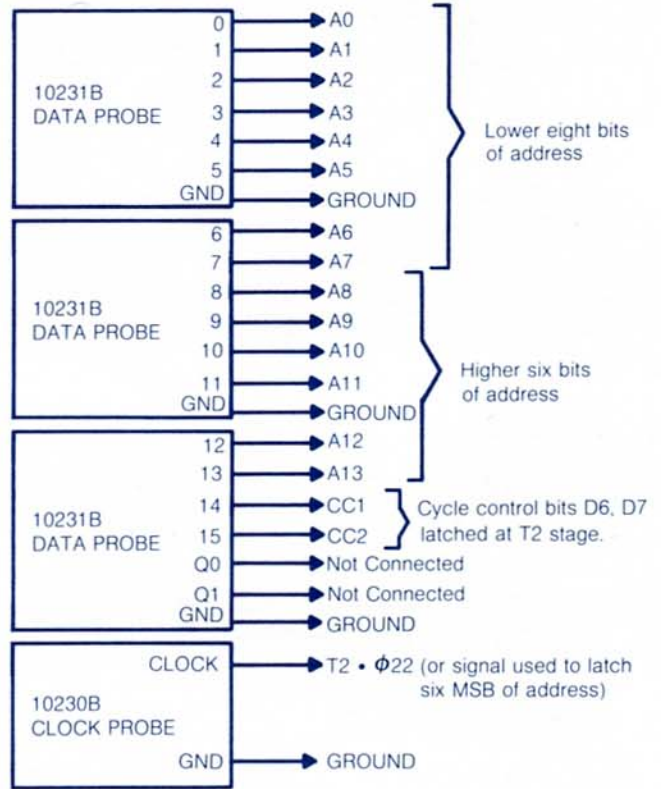 0 A0
1 A1
2 A2
10231B
DATA PROBE
3 A3
4 A4
5 A5
GND GROUND
Lower eight bits
of address
6 A6
7 A7
8 A8
10231B
DATA PROBE
9 A9
10 A10
11 A11
GND GROUND
Higher six bits
of address
12 A12
13 A13
14 CC1
10231B
DATA PROBE
15 CC2
Cycle control bits D6, D7
latched at T2 stage.
Q0 Not Connected
Q1 Not Connected
GND GROUND
CLOCK T2 • ϕ22 (or signal used to latch
six MSB of address)
10230B
CLOCK PROBE
GND GROUND